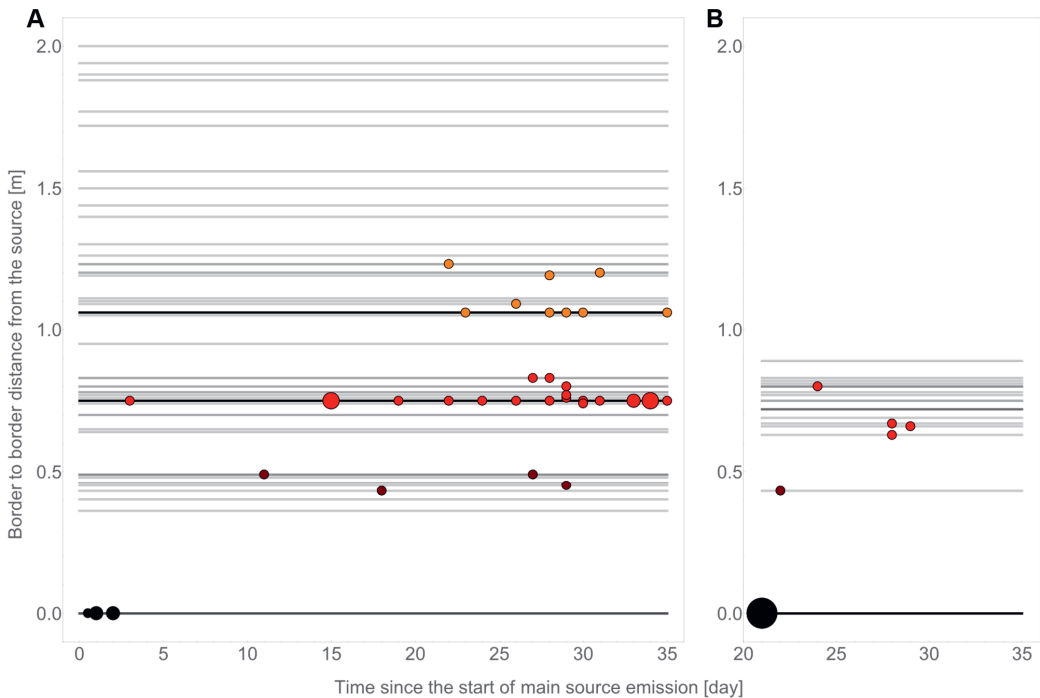 A
B
Border to border distance from the source [m]
2.0
1.5
1.0
0.5
0.0
0 5 10 15 20 25 30 35
2.0
1.5
1.0
0.5
0.0
20 25 30 35
Time since the start of main source emission [day]